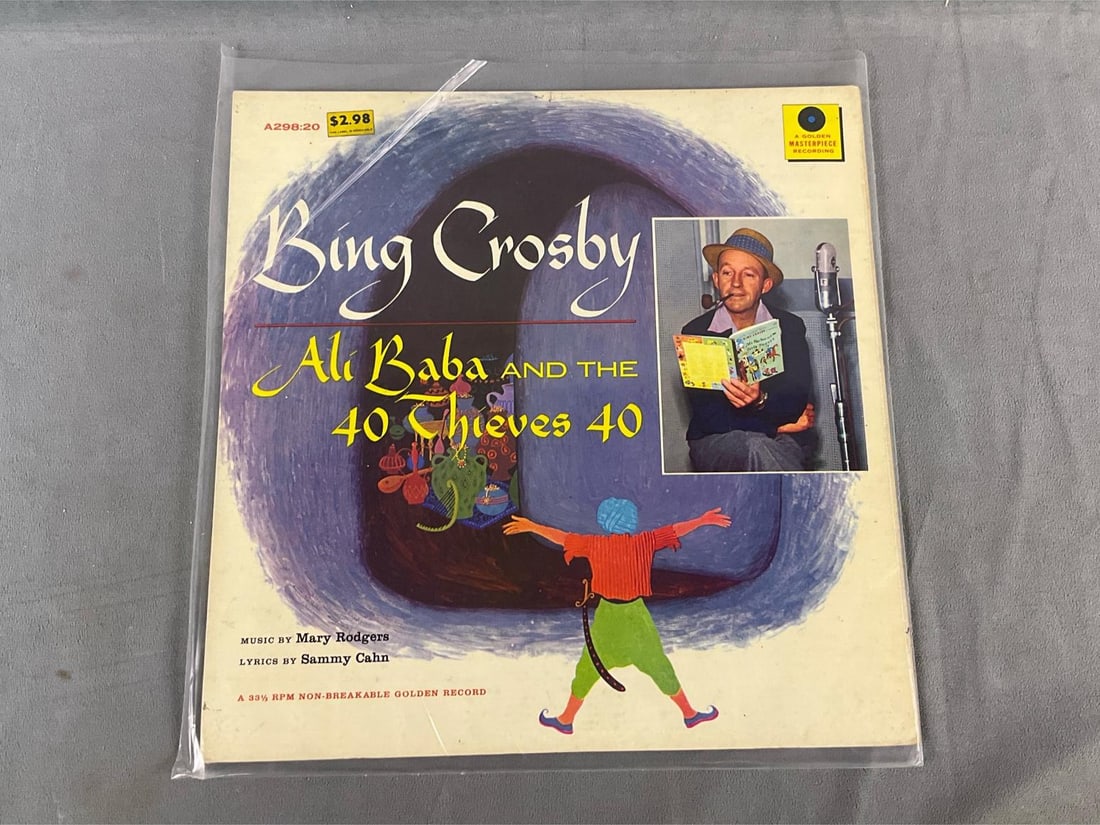 A298:20
$2.98
A GOLDEN
MASTERPIECE
RECORDING
Bing Crosby
Ali Baba AND THE
40 Thieves 40
MUSIC BY Mary Rodgers
LYRICS BY Sammy Cahn
A 33⅓ RPM NON-BREAKABLE GOLDEN RECORD